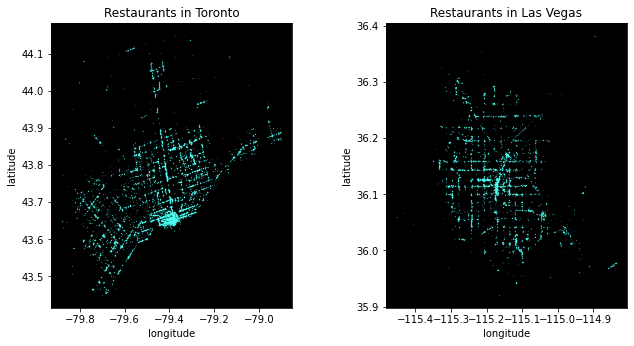 Restaurants in Toronto
44.1
44.0
43.9
43.8
43.7
43.6
43.5
latitude
−79.8 −79.6 −79.4 −79.2 −79.0
longitude
Restaurants in Las Vegas
36.4
36.3
36.2
36.1
36.0
35.9
latitude
−115.4−115.3−115.2−115.1−115.0−114.9
longitude